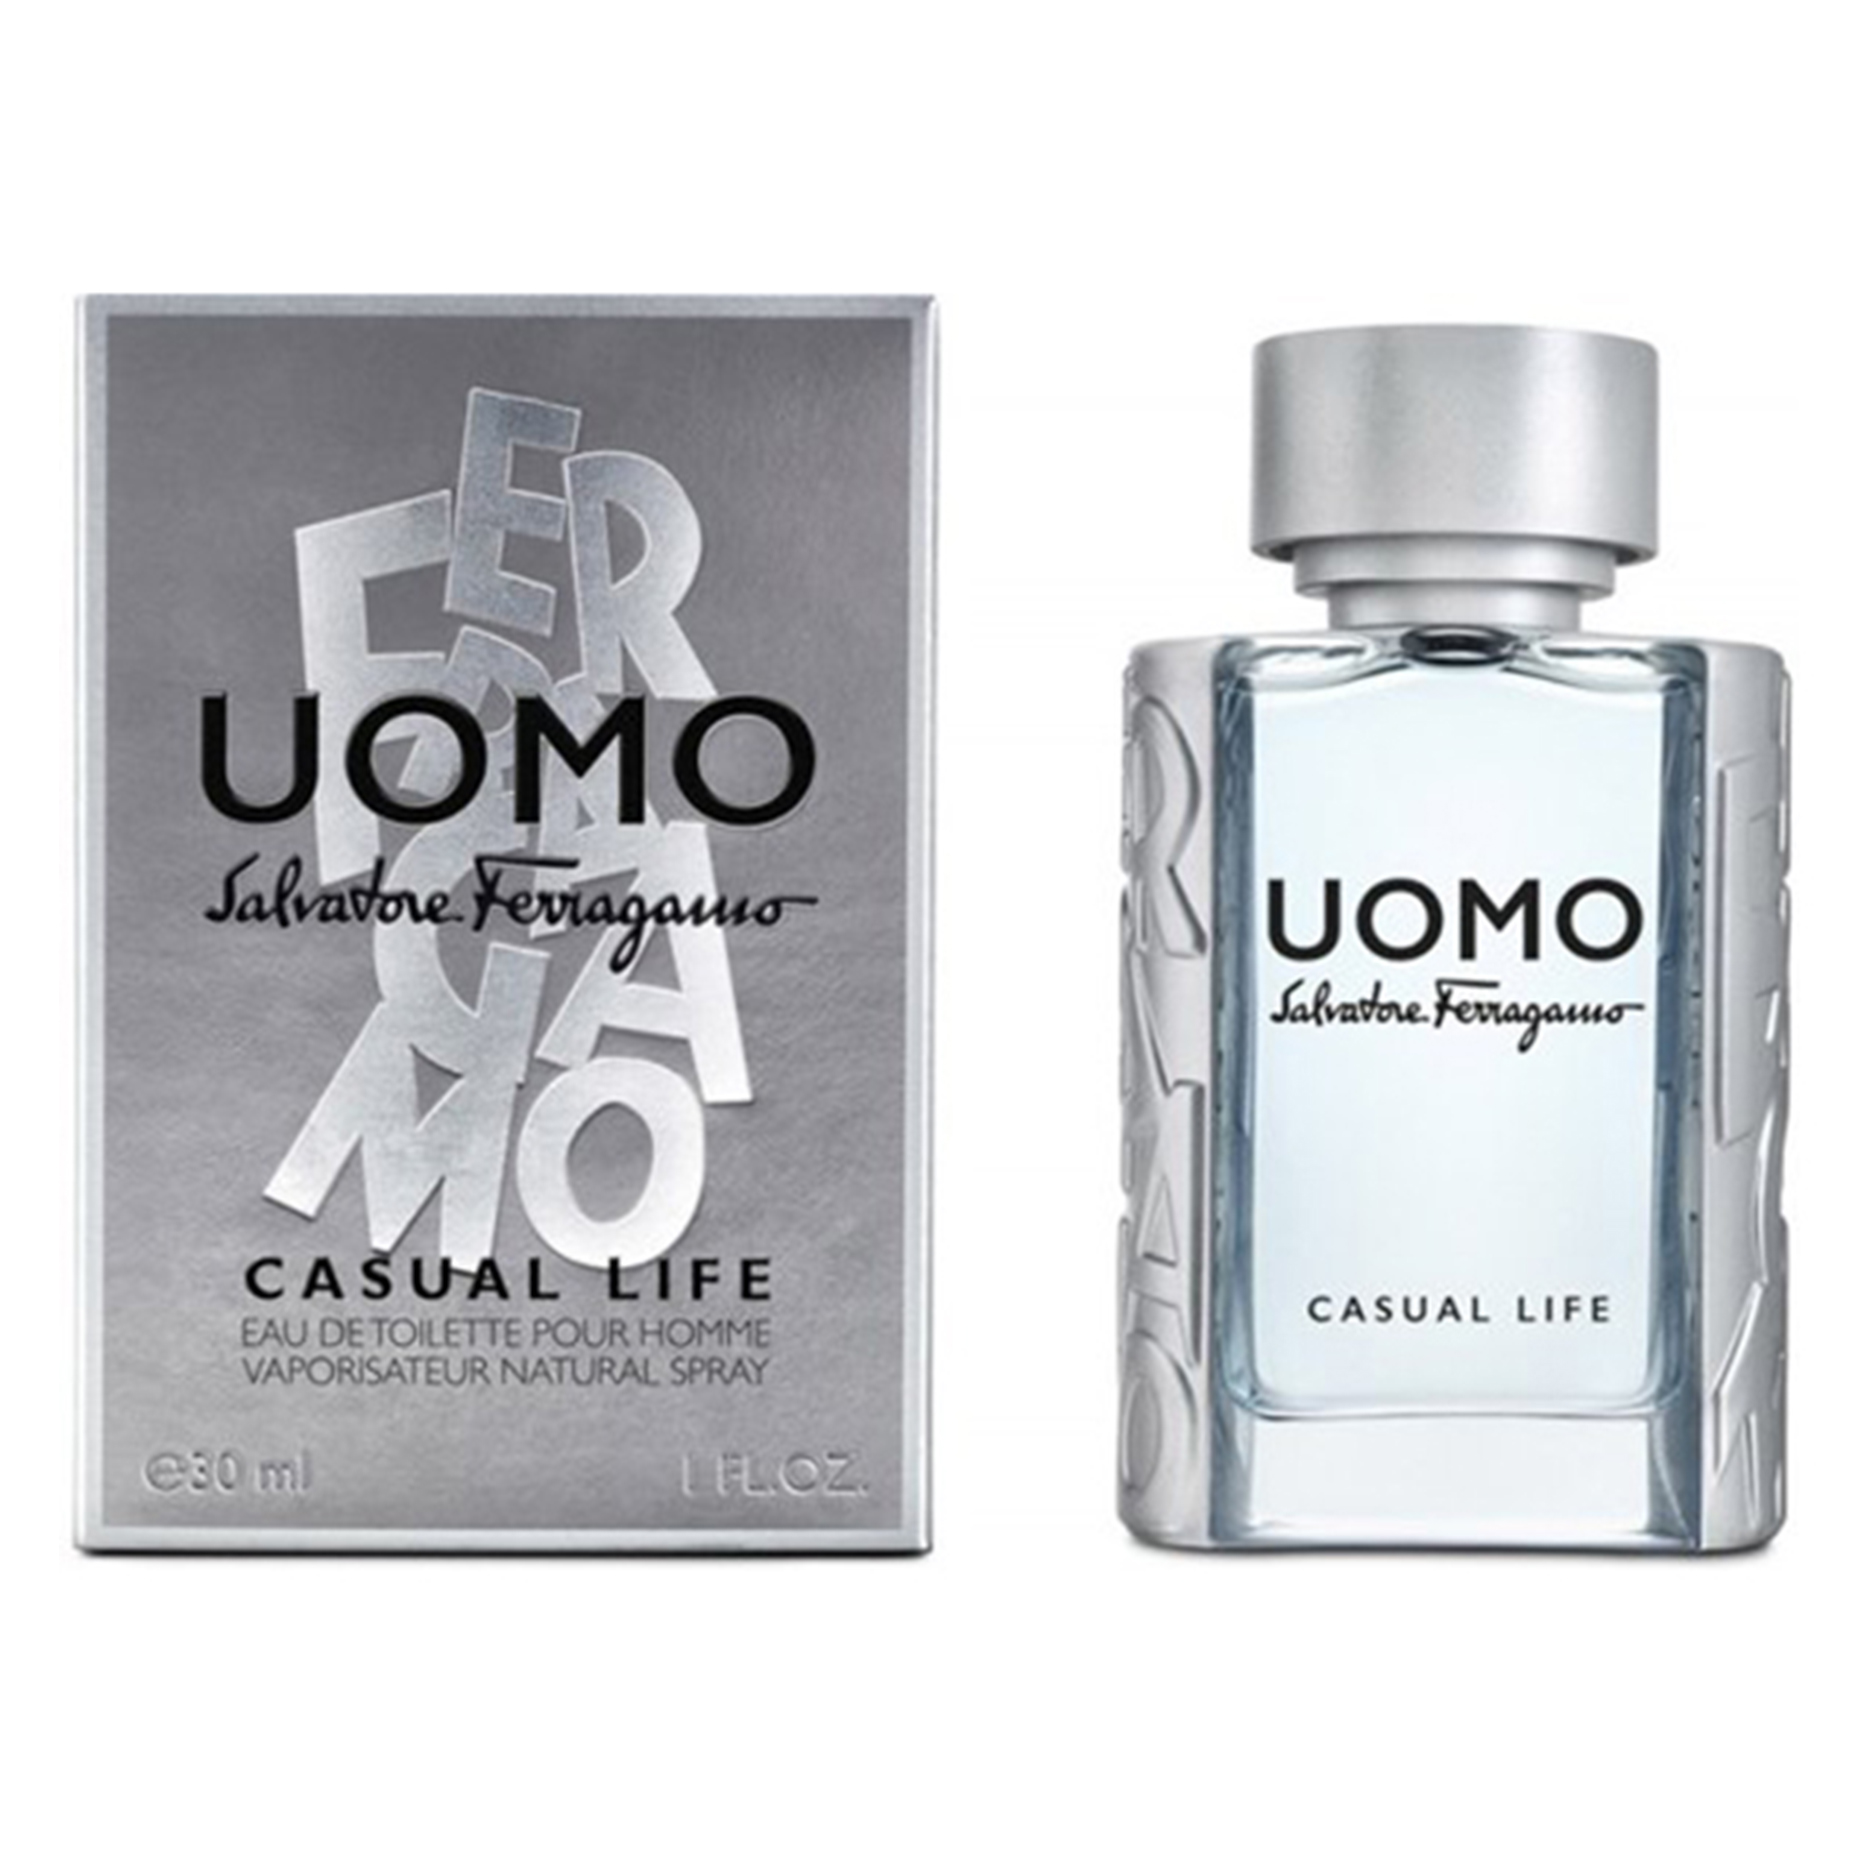 FERRAGAMO
UOMO
Salvatore Ferragamo
CASUAL LIFE
EAU DE TOILETTE POUR HOMME
VAPORISATEUR NATURAL SPRAY
℮30 ml 1 FL.OZ.
UOMO
Salvatore Ferragamo
CASUAL LIFE